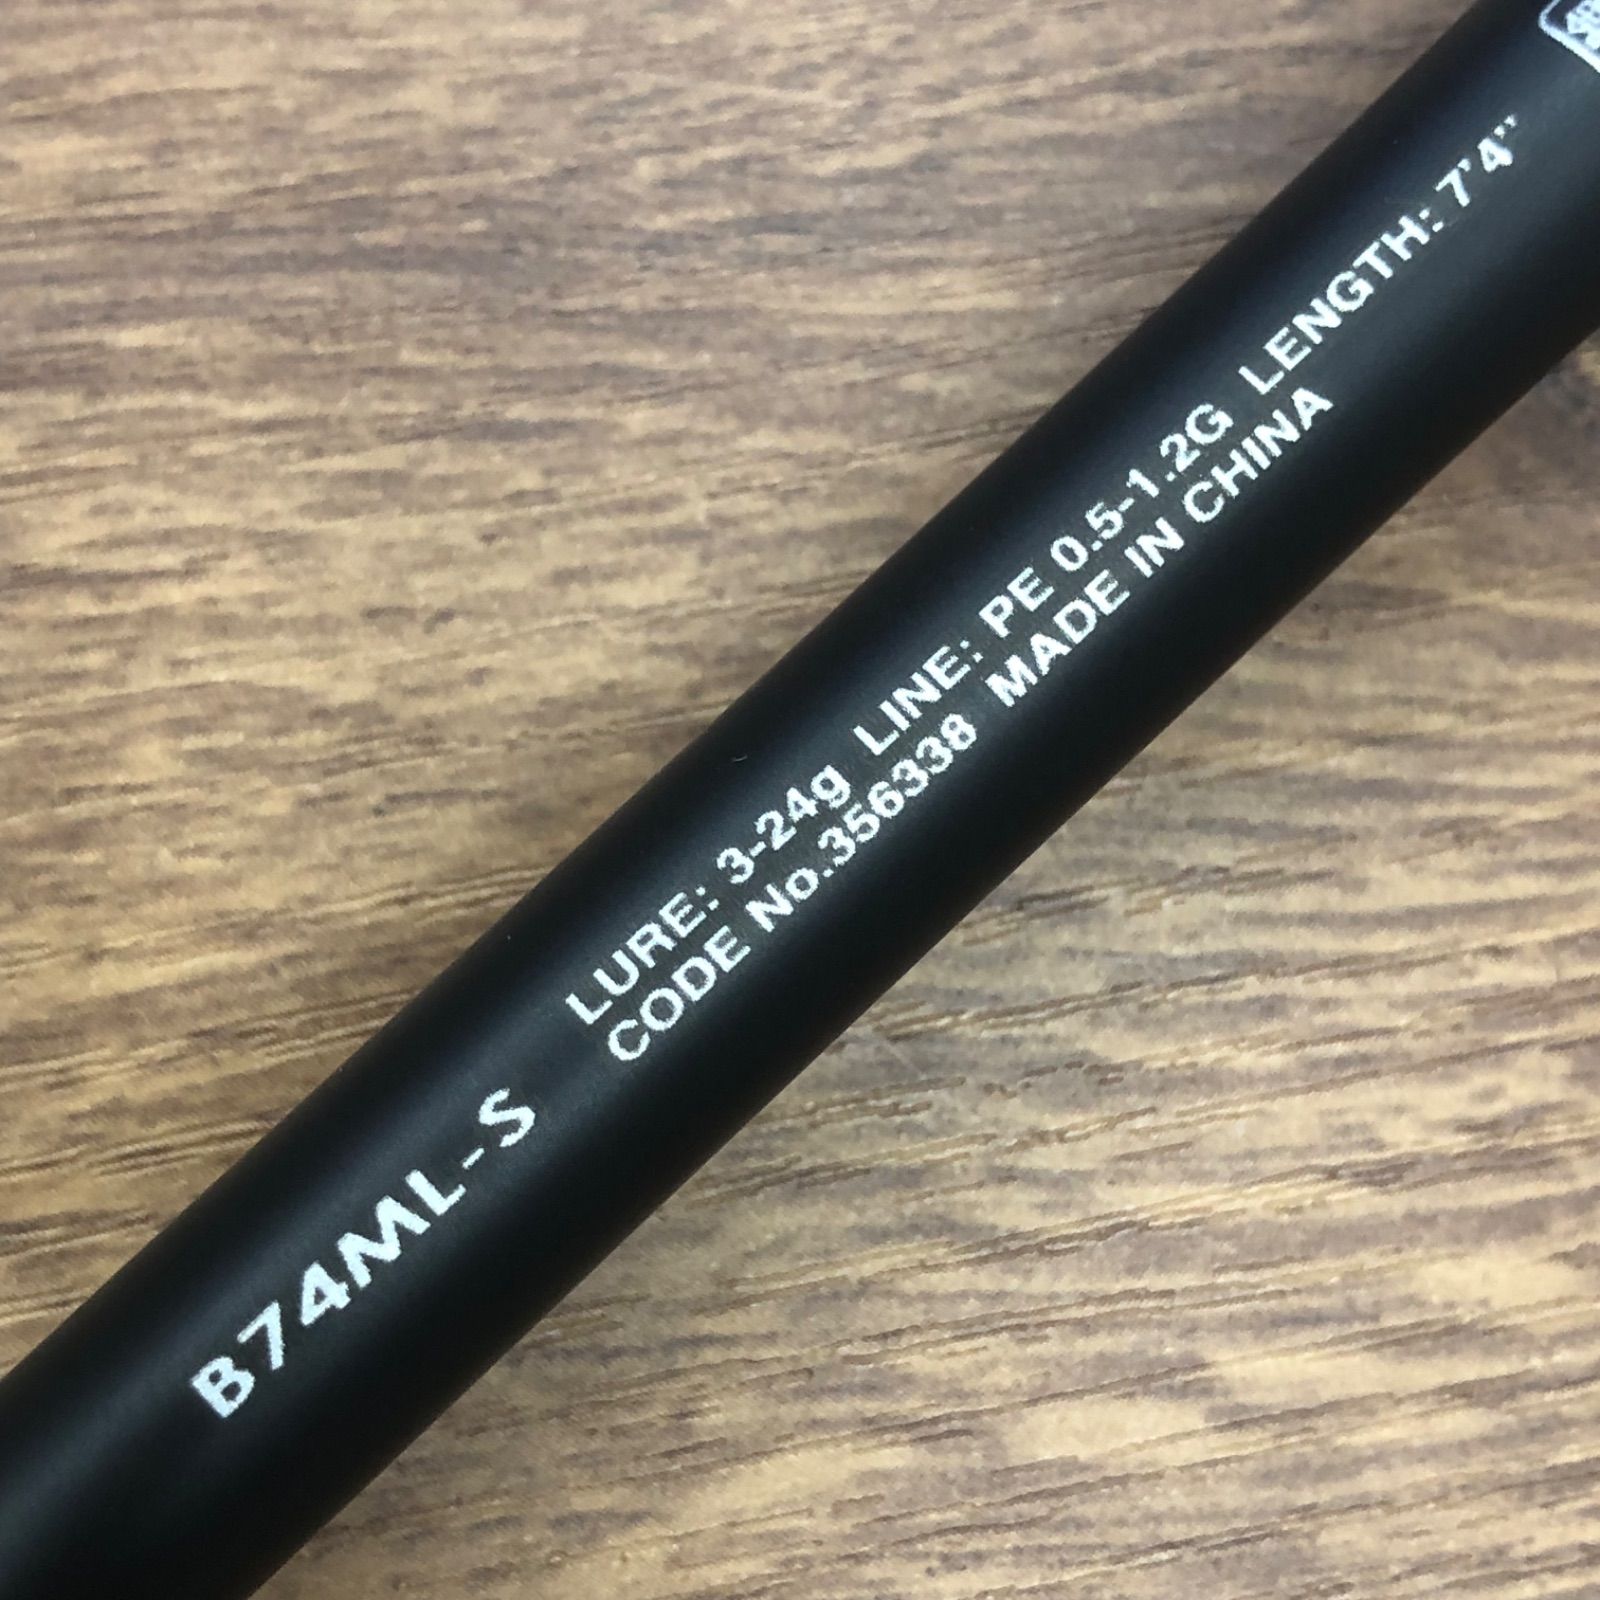 B74ML-S
LURE: 3-24g LINE: PE 0.5-1.2G LENGTH: 7'4"
CODE No.356338 MADE IN CHINA